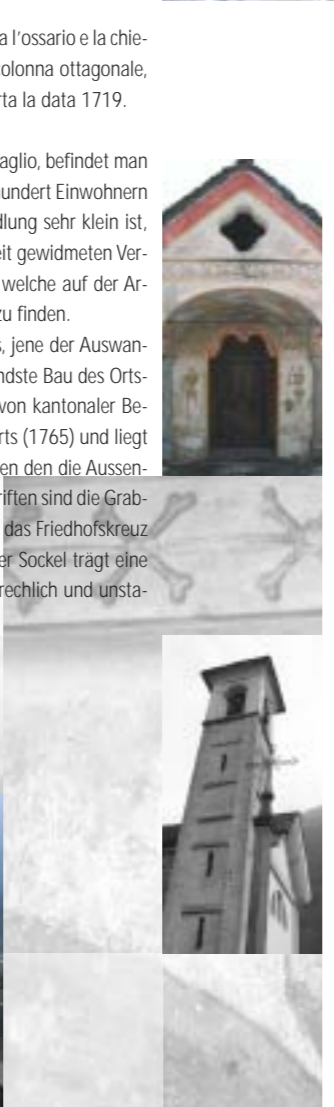 a l'ossario e la chie-
olonna ottagonale,
rta la data 1719.
aglio, befindet man
hundert Einwohnern
dlung sehr klein ist,
eit gewidmeten Ver-
welche auf der Ar-
zu finden.
s, jene der Auswan-
ndste Bau des Orts-
von kantonaler Be-
rts (1765) und liegt
en den die Aussen-
riften sind die Grab-
das Friedhofskreuz
er Sockel trägt eine
rechlich und unsta-